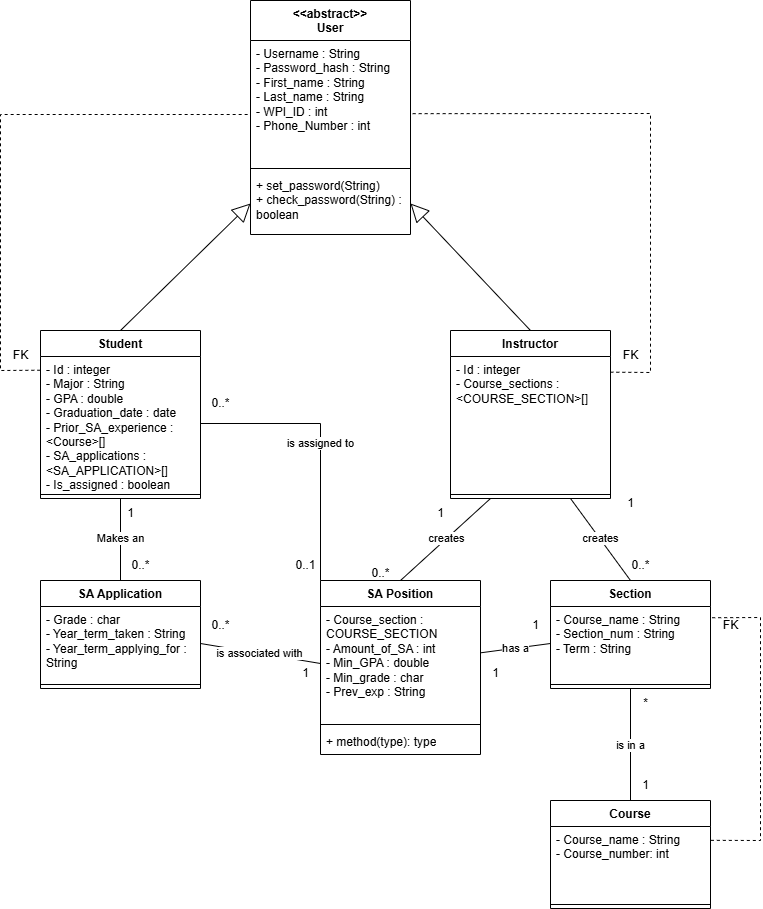 <<abstract>>
User
- Username : String
- Password_hash : String
- First_name : String
- Last_name : String
- WPI_ID : int
- Phone_Number : int
+ set_password(String)
+ check_password(String) :
boolean
FK
FK
Student
- Id : integer
- Major : String
- GPA : double
- Graduation_date : date
- Prior_SA_experience :
<Course>[]
- SA_applications :
<SA_APPLICATION>[]
- Is_assigned : boolean
Instructor
- Id : integer
- Course_sections :
<COURSE_SECTION>[]
0..*
is assigned to
0..1
1
Makes an
0..*
1
creates
0..*
1
creates
0..*
SA Application
- Grade : char
- Year_term_taken : String
- Year_term_applying_for :
String
0..*
is associated with
1
SA Position
- Course_section :
COURSE_SECTION
- Amount_of_SA : int
- Min_GPA : double
- Min_grade : char
- Prev_exp : String
+ method(type): type
1
has a
1
Section
- Course_name : String
- Section_num : String
- Term : String
FK
*
is in a
1
Course
- Course_name : String
- Course_number: int